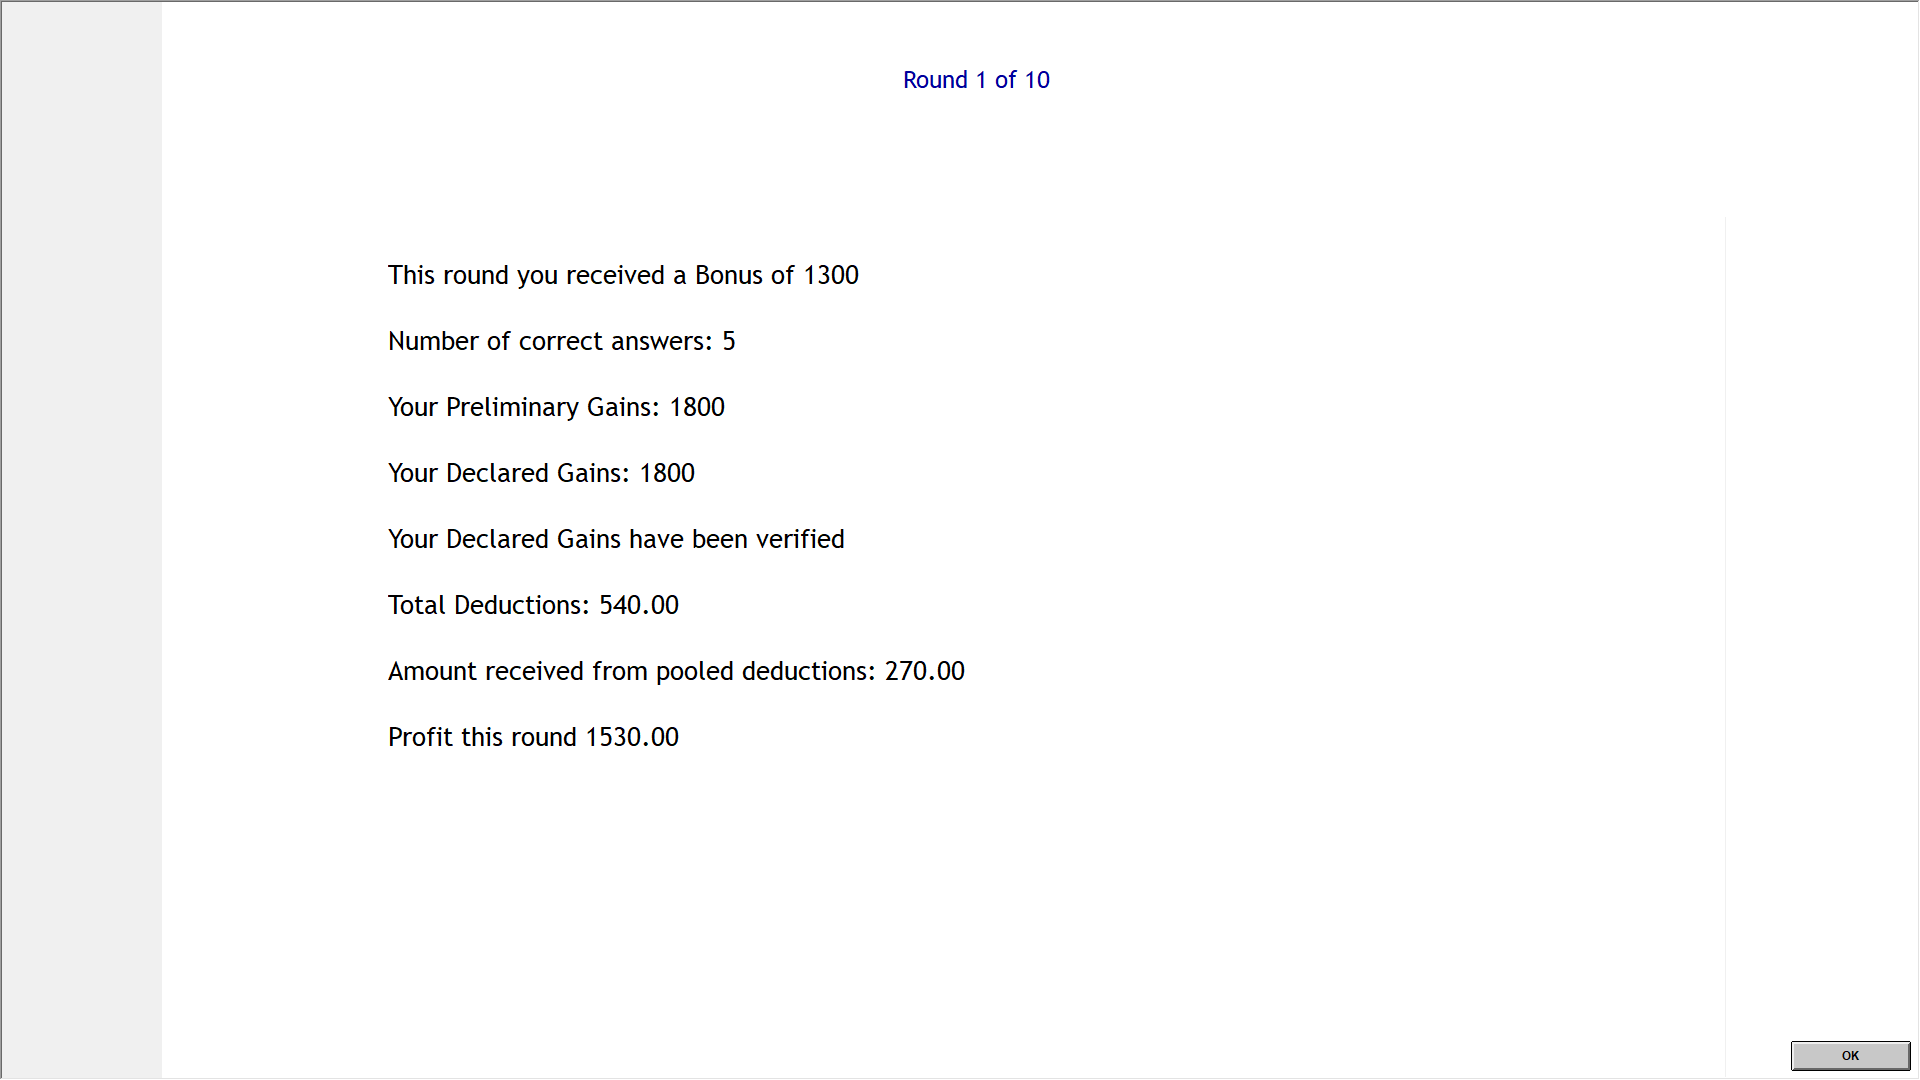 Round 1 of 10
This round you received a Bonus of 1300
Number of correct answers: 5
Your Preliminary Gains: 1800
Your Declared Gains: 1800
Your Declared Gains have been verified
Total Deductions: 540.00
Amount received from pooled deductions: 270.00
Profit this round 1530.00
OK